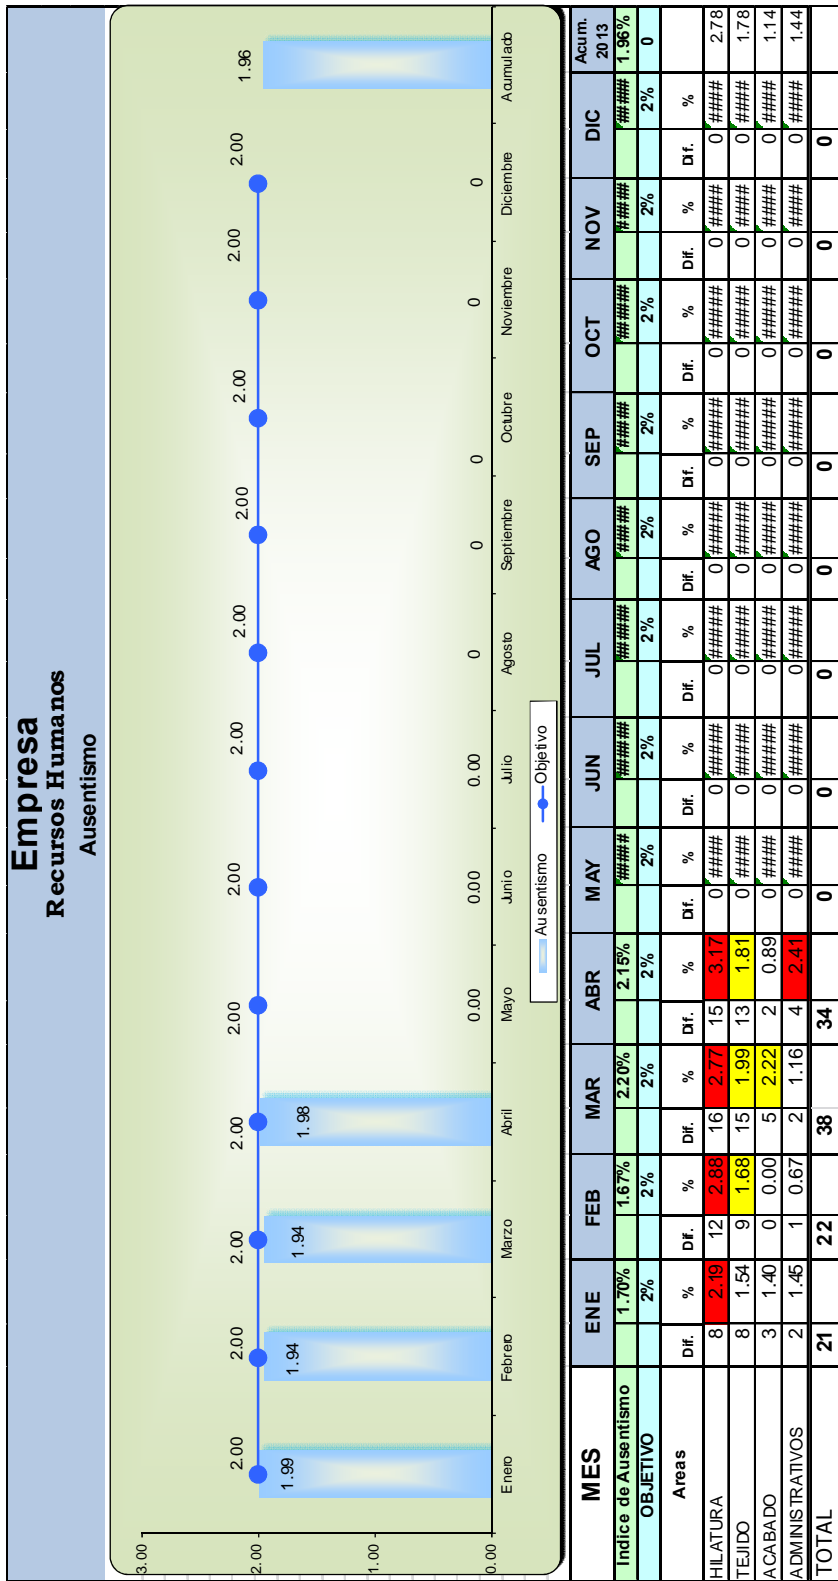 Empresa
Recursos Humanos
Ausentismo
3.00
2.00
1.00
0.00
2.00 2.00 2.00 2.00 2.00 2.00 2.00 2.00 2.00 2.00 2.00 2.00
1.99 1.94 1.94 1.98 0.00 0.00 0.00 0 0 0 0 0 1.96
Enero Febrero Marzo Abril Mayo Junio Julio Agosto Septiembre Octubre Noviembre Diciembre Acumulado
Ausentismo Objetivo
MES ENE FEB MAR ABR MAY JUN JUL AGO SEP OCT NOV DIC Acum. 2013
Indice de Ausentismo 1.70% 1.67% 2.20% 2.15% ##### ###### ###### ##### ##### ###### ##### ##### 1.96%
OBJETIVO 2% 2% 2% 2% 2% 2% 2% 2% 2% 2% 2% 2% 0
Areas Dif. % Dif. % Dif. % Dif. % Dif. % Dif. % Dif. % Dif. % Dif. % Dif. % Dif. % Dif. %
HILATURA 8 2.19 12 2.88 16 2.77 15 3.17 0 #### 0 ##### 0 ##### 0 ##### 0 ##### 0 ##### 0 #### 0 #### 2.78
TEJIDO 8 1.54 9 1.68 15 1.99 13 1.81 0 #### 0 ##### 0 ##### 0 ##### 0 ##### 0 ##### 0 #### 0 #### 1.78
ACABADO 3 1.40 0 0.00 5 2.22 2 0.89 0 #### 0 ##### 0 ##### 0 ##### 0 ##### 0 ##### 0 #### 0 #### 1.14
ADMINISTRATIVOS 2 1.45 1 0.67 2 1.16 4 2.41 0 #### 0 ##### 0 ##### 0 ##### 0 ##### 0 ##### 0 #### 0 #### 1.44
TOTAL 21 22 38 34 0 0 0 0 0 0 0 0